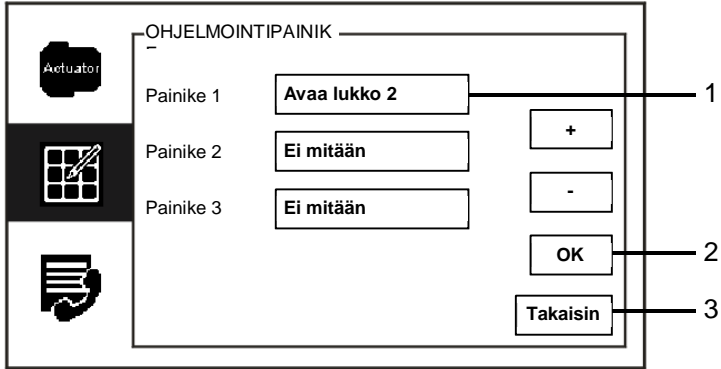 Actuator
OHJELMOINTIPAINIK
Painike 1 Avaa lukko 2 1
+
Painike 2 Ei mitään
-
Painike 3 Ei mitään
OK 2
Takaisin 3